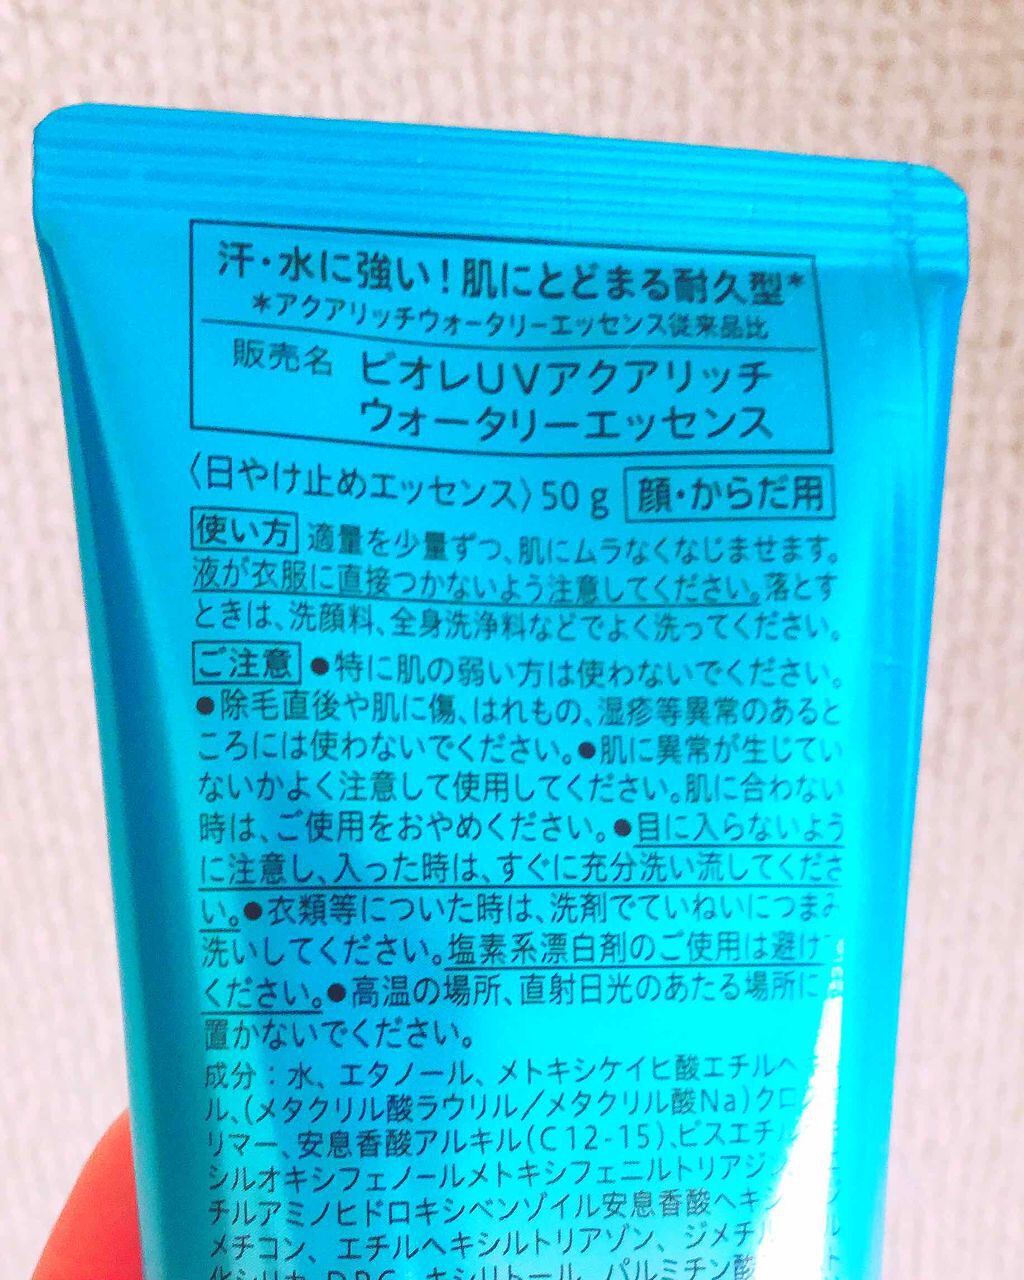 汗・水に強い！肌にとどまる耐久型*
*アクアリッチウォータリーエッセンス従来品比
販売名 ビオレUVアクアリッチ
ウォータリーエッセンス
〈日やけ止めエッセンス〉50g 顔・からだ用
使い方 適量を少量ずつ、肌にムラなくなじませます。
液が衣服に直接つかないよう注意してください。落とす
ときは、洗顔料、全身洗浄料などでよく洗ってください。
ご注意 ●特に肌の弱い方は使わないでください。
●除毛直後や肌に傷、はれもの、湿疹等異常のあると
ころには使わないでください。●肌に異常が生じてい
ないかよく注意して使用してください。肌に合わない
時は、ご使用をおやめください。●目に入らないよう
に注意し、入った時は、すぐに充分洗い流してくださ
い。●衣類等についた時は、洗剤でていねいにつまみ
洗いしてください。塩素系漂白剤のご使用は避け
ください。●高温の場所、直射日光のあたる場所に
置かないでください。
成分：水、エタノール、メトキシケイヒ酸エチルヘ
ル、(メタクリル酸ラウリル／メタクリル酸Na)クロ
リマー、安息香酸アルキル(C12-15)、ビスエチル
シルオキシフェノールメトキシフェニルトリアジン
チルアミノヒドロキシベンゾイル安息香酸ヘキシ
メチコン、エチルヘキシルトリアゾン、ジメチ
化シリカ、DPG、キシリトール、パルミチン酸